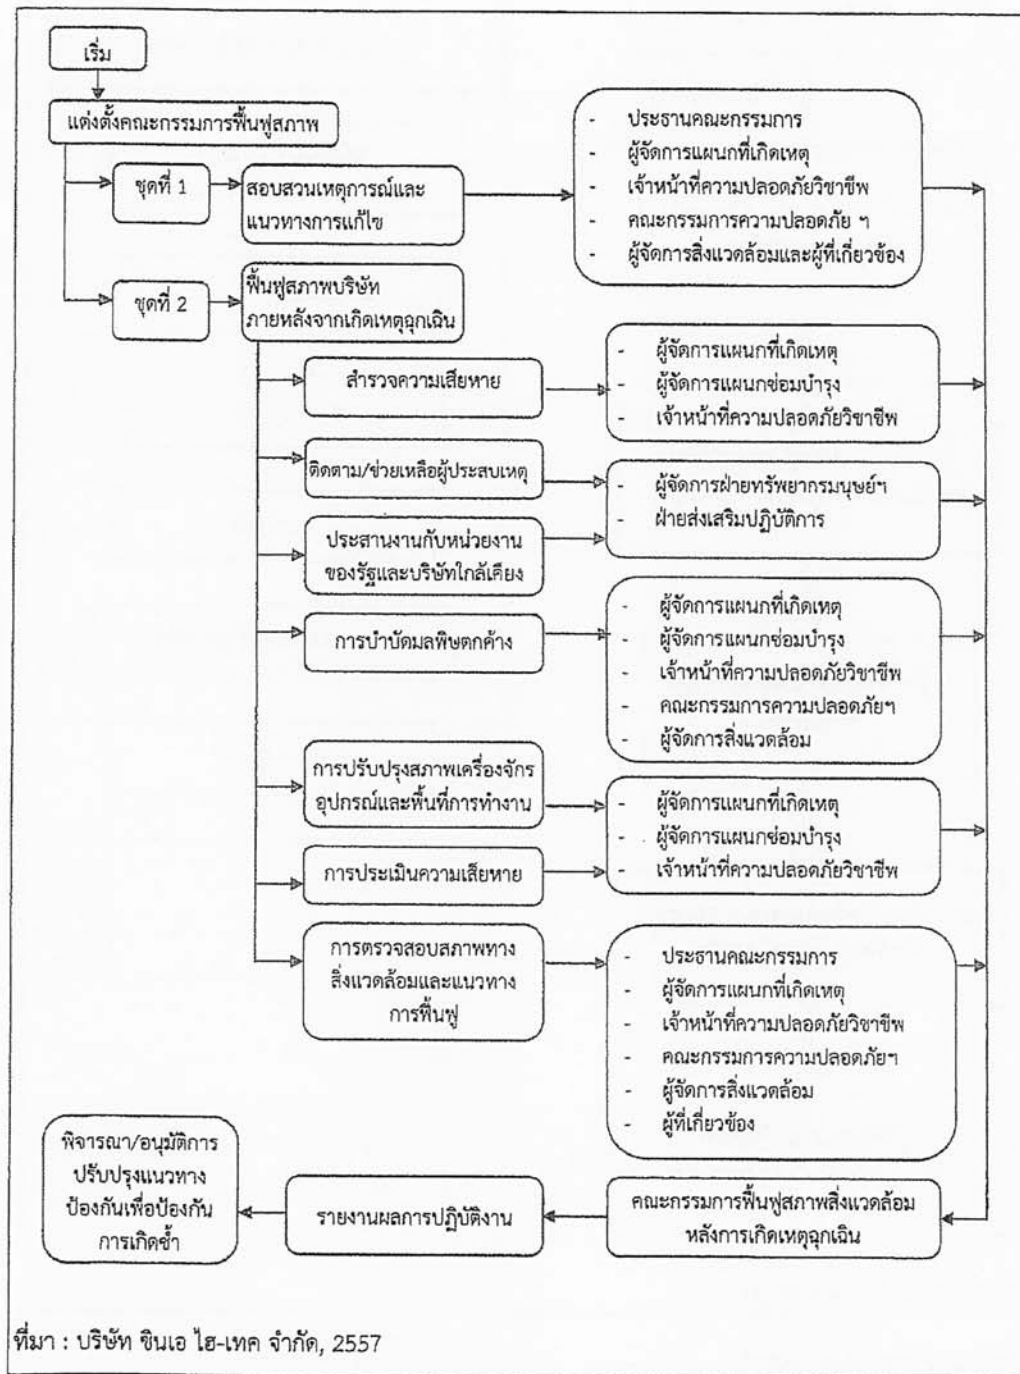 เริ่ม
แต่งตั้งคณะกรรมการฟื้นฟูสภาพ
ชุดที่ 1
สอบสวนเหตุการณ์และ
แนวทางการแก้ไข
- ประธานคณะกรรมการ
- ผู้จัดการแผนกที่เกิดเหตุ
- เจ้าหน้าที่ความปลอดภัยวิชาชีพ
- คณะกรรมการความปลอดภัย ฯ
- ผู้จัดการสิ่งแวดล้อมและผู้ที่เกี่ยวข้อง
ชุดที่ 2
ฟื้นฟูสภาพบริษัท
ภายหลังจากเกิดเหตุฉุกเฉิน
สำรวจความเสียหาย
- ผู้จัดการแผนกที่เกิดเหตุ
- ผู้จัดการแผนกซ่อมบำรุง
- เจ้าหน้าที่ความปลอดภัยวิชาชีพ
ติดตาม/ช่วยเหลือผู้ประสบเหตุ
- ผู้จัดการฝ่ายทรัพยากรมนุษย์ฯ
- ฝ่ายส่งเสริมปฏิบัติการ
ประสานงานกับหน่วยงาน
ของรัฐและบริษัทใกล้เคียง
การบำบัดมลพิษตกค้าง
- ผู้จัดการแผนกที่เกิดเหตุ
- ผู้จัดการแผนกซ่อมบำรุง
- เจ้าหน้าที่ความปลอดภัยวิชาชีพ
- คณะกรรมการความปลอดภัยฯ
- ผู้จัดการสิ่งแวดล้อม
การปรับปรุงสภาพเครื่องจักร
อุปกรณ์และพื้นที่การทำงาน
- ผู้จัดการแผนกที่เกิดเหตุ
- ผู้จัดการแผนกซ่อมบำรุง
- เจ้าหน้าที่ความปลอดภัยวิชาชีพ
การประเมินความเสียหาย
การตรวจสอบสภาพทาง
สิ่งแวดล้อมและแนวทาง
การฟื้นฟู
- ประธานคณะกรรมการ
- ผู้จัดการแผนกที่เกิดเหตุ
- เจ้าหน้าที่ความปลอดภัยวิชาชีพ
- คณะกรรมการความปลอดภัยฯ
- ผู้จัดการสิ่งแวดล้อม
- ผู้ที่เกี่ยวข้อง
คณะกรรมการฟื้นฟูสภาพสิ่งแวดล้อม
หลังการเกิดเหตุฉุกเฉิน
รายงานผลการปฏิบัติงาน
พิจารณา/อนุมัติการ
ปรับปรุงแนวทาง
ป้องกันเพื่อป้องกัน
การเกิดซ้ำ
ที่มา : บริษัท ชินเอ ไฮ-เทค จำกัด, 2557